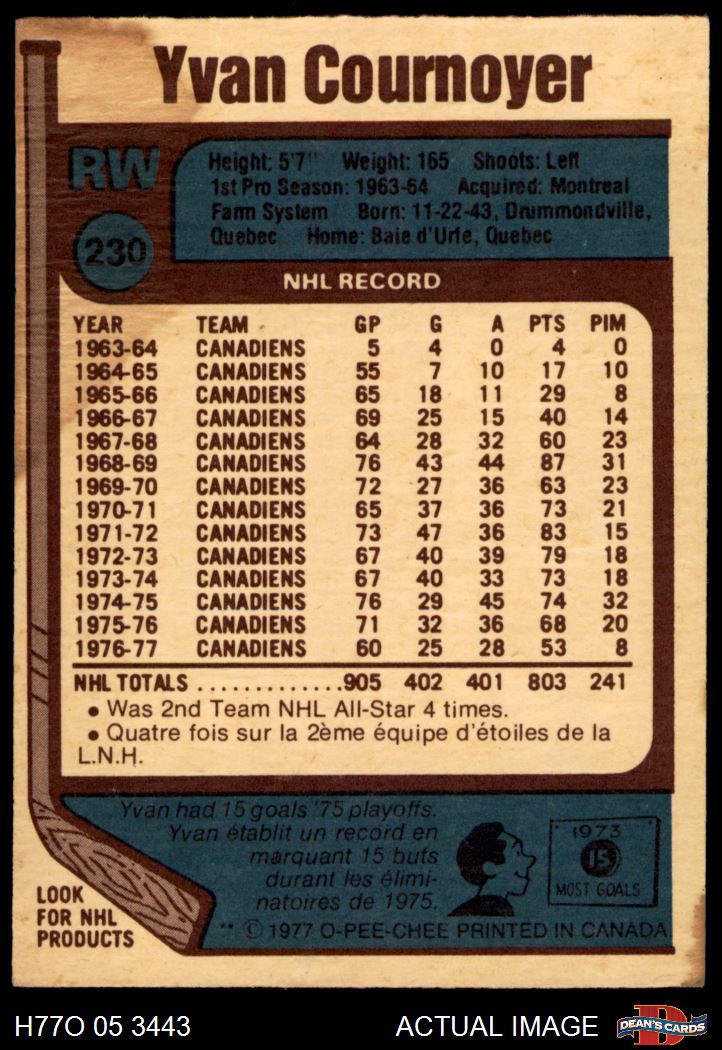 Yvan Cournoyer
RW
230
Height: 5'7" Weight: 165 Shoots: Left
1st Pro Season: 1963-64 Acquired: Montreal
Farm System Born: 11-22-43, Drummondville,
Quebec Home: Baie d'Urfe, Quebec
NHL RECORD
YEAR TEAM GP G A PTS PIM
1963-64 CANADIENS 5 4 0 4 0
1964-65 CANADIENS 55 7 10 17 10
1965-66 CANADIENS 65 18 11 29 8
1966-67 CANADIENS 69 25 15 40 14
1967-68 CANADIENS 64 28 32 60 23
1968-69 CANADIENS 76 43 44 87 31
1969-70 CANADIENS 72 27 36 63 23
1970-71 CANADIENS 65 37 36 73 21
1971-72 CANADIENS 73 47 36 83 15
1972-73 CANADIENS 67 40 39 79 18
1973-74 CANADIENS 67 40 33 73 18
1974-75 CANADIENS 76 29 45 74 32
1975-76 CANADIENS 71 32 36 68 20
1976-77 CANADIENS 60 25 28 53 8
NHL TOTALS .............905 402 401 803 241
• Was 2nd Team NHL All-Star 4 times.
• Quatre fois sur la 2ème équipe d'étoiles de la
L.N.H.
Yvan had 15 goals '75 playoffs.
Yvan établit un record en
marquant 15 buts
durant les élimi-
natoires de 1975.
1973
15
MOST GOALS
LOOK
FOR NHL
PRODUCTS
** © 1977 O-PEE-CHEE PRINTED IN CANADA
H77O 05 3443 ACTUAL IMAGE
D
DEAN'S CARDS